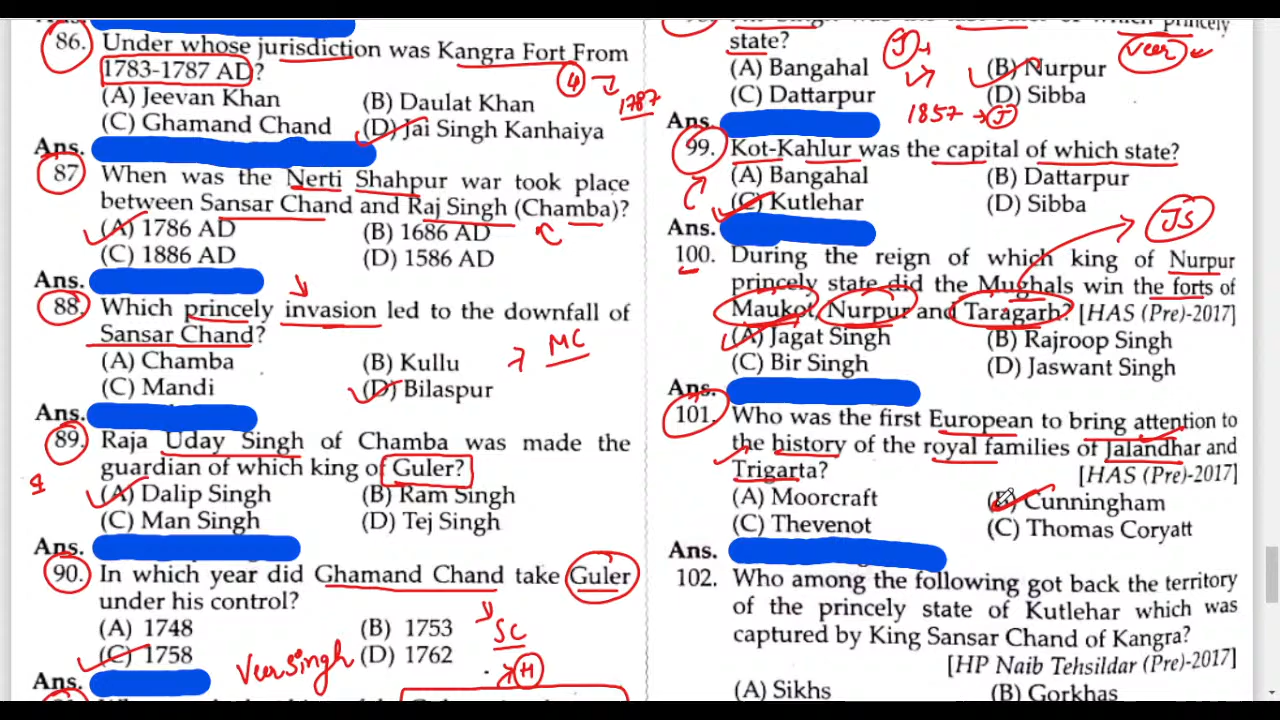 86. Under whose jurisdiction was Kangra Fort From
1783-1787 AD?
(A) Jeevan Khan (B) Daulat Khan
(C) Ghamand Chand (D) Jai Singh Kanhaiya
4
1787
Ans.
87. When was the Nerti Shahpur war took place
between Sansar Chand and Raj Singh (Chamba)?
(A) 1786 AD (B) 1686 AD
(C) 1886 AD (D) 1586 AD
Ans.
88. Which princely invasion led to the downfall of
Sansar Chand?
(A) Chamba (B) Kullu
(C) Mandi (D) Bilaspur
MC
Ans.
89. Raja Uday Singh of Chamba was made the
guardian of which king of Guler?
(A) Dalip Singh (B) Ram Singh
(C) Man Singh (D) Tej Singh
Ans.
90. In which year did Ghamand Chand take Guler
under his control?
(A) 1748 (B) 1753
(C) 1758 (D) 1762
SC
H
Veer Singh
Ans.
princely
state?
Veer
(A) Bangahal (B) Nurpur
(C) Dattarpur (D) Sibba
J
1857 J
Ans.
99. Kot-Kahlur was the capital of which state?
(A) Bangahal (B) Dattarpur
(C) Kutlehar (D) Sibba
Ans.
JS
100. During the reign of which king of Nurpur
princely state did the Mughals win the forts of
Maukot, Nurpur and Taragarh? [HAS (Pre)-2017]
(A) Jagat Singh (B) Rajroop Singh
(C) Bir Singh (D) Jaswant Singh
Ans.
101. Who was the first European to bring attention to
the history of the royal families of Jalandhar and
Trigarta? [HAS (Pre)-2017]
(A) Moorcraft (B) Cunningham
(C) Thevenot (C) Thomas Coryatt
Ans.
102. Who among the following got back the territory
of the princely state of Kutlehar which was
captured by King Sansar Chand of Kangra?
[HP Naib Tehsildar (Pre)-2017]
(A) Sikhs (B) Gorkhas